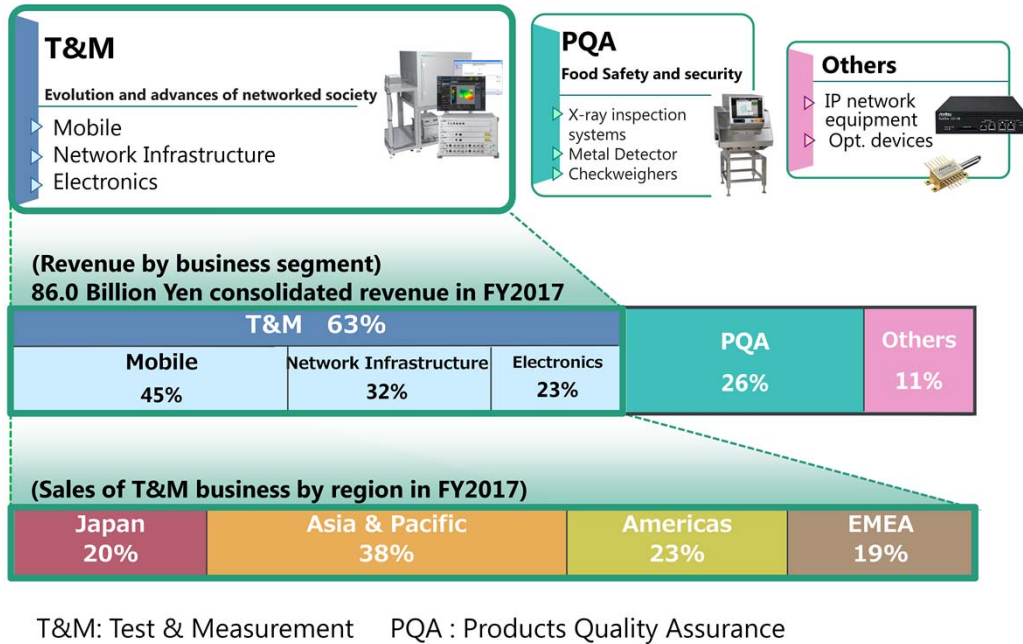 T&M
Evolution and advances of networked society
Mobile
Network Infrastructure
Electronics
PQA
Food Safety and security
X-ray inspection
systems
Metal Detector
Checkweighers
Others
IP network
equipment
Opt. devices
(Revenue by business segment)
86.0 Billion Yen consolidated revenue in FY2017
T&M 63%
Mobile
45%
Network Infrastructure
32%
Electronics
23%
PQA
26%
Others
11%
(Sales of T&M business by region in FY2017)
Japan
20%
Asia & Pacific
38%
Americas
23%
EMEA
19%
T&M: Test & Measurement PQA : Products Quality Assurance